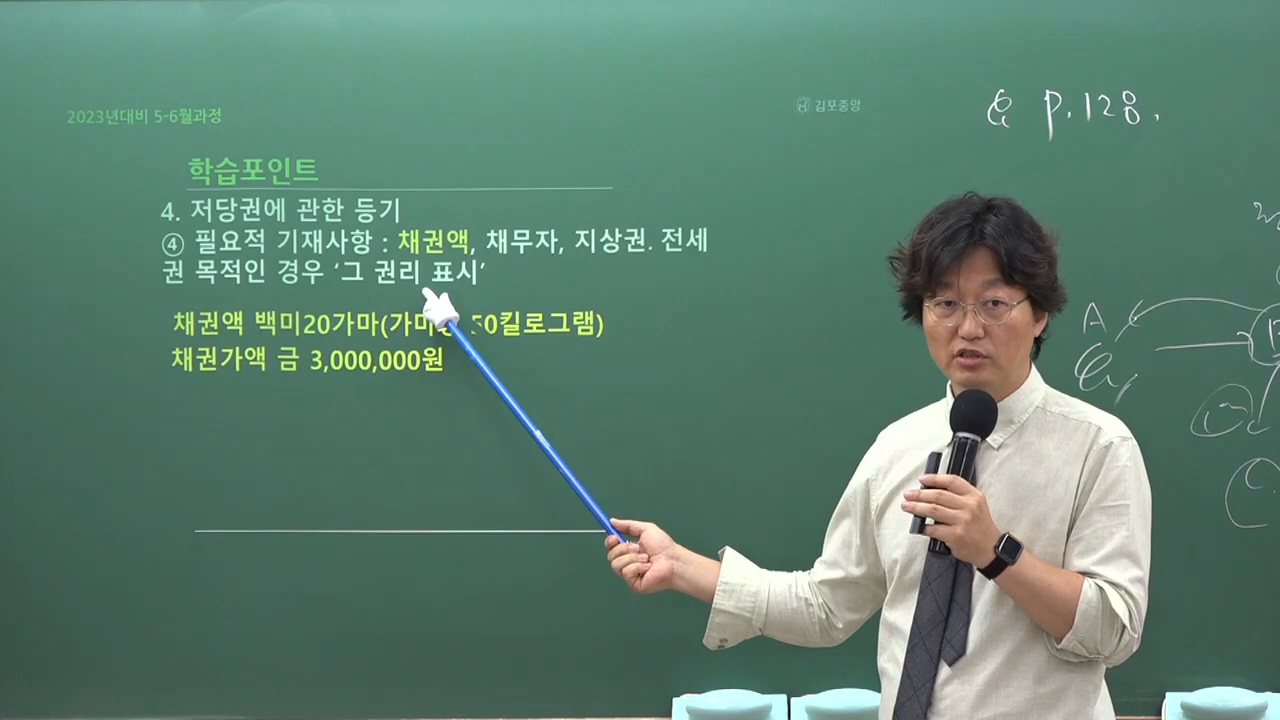 2023년대비 5-6월과정
김포중앙
P.128.
학습포인트
4. 저당권에 관한 등기
④ 필요적 기재사항 : 채권액, 채무자, 지상권. 전세
권 목적인 경우 ‘그 권리 표시’
채권액 백미20가마(가마당 50킬로그램)
채권가액 금 3,000,000원
A